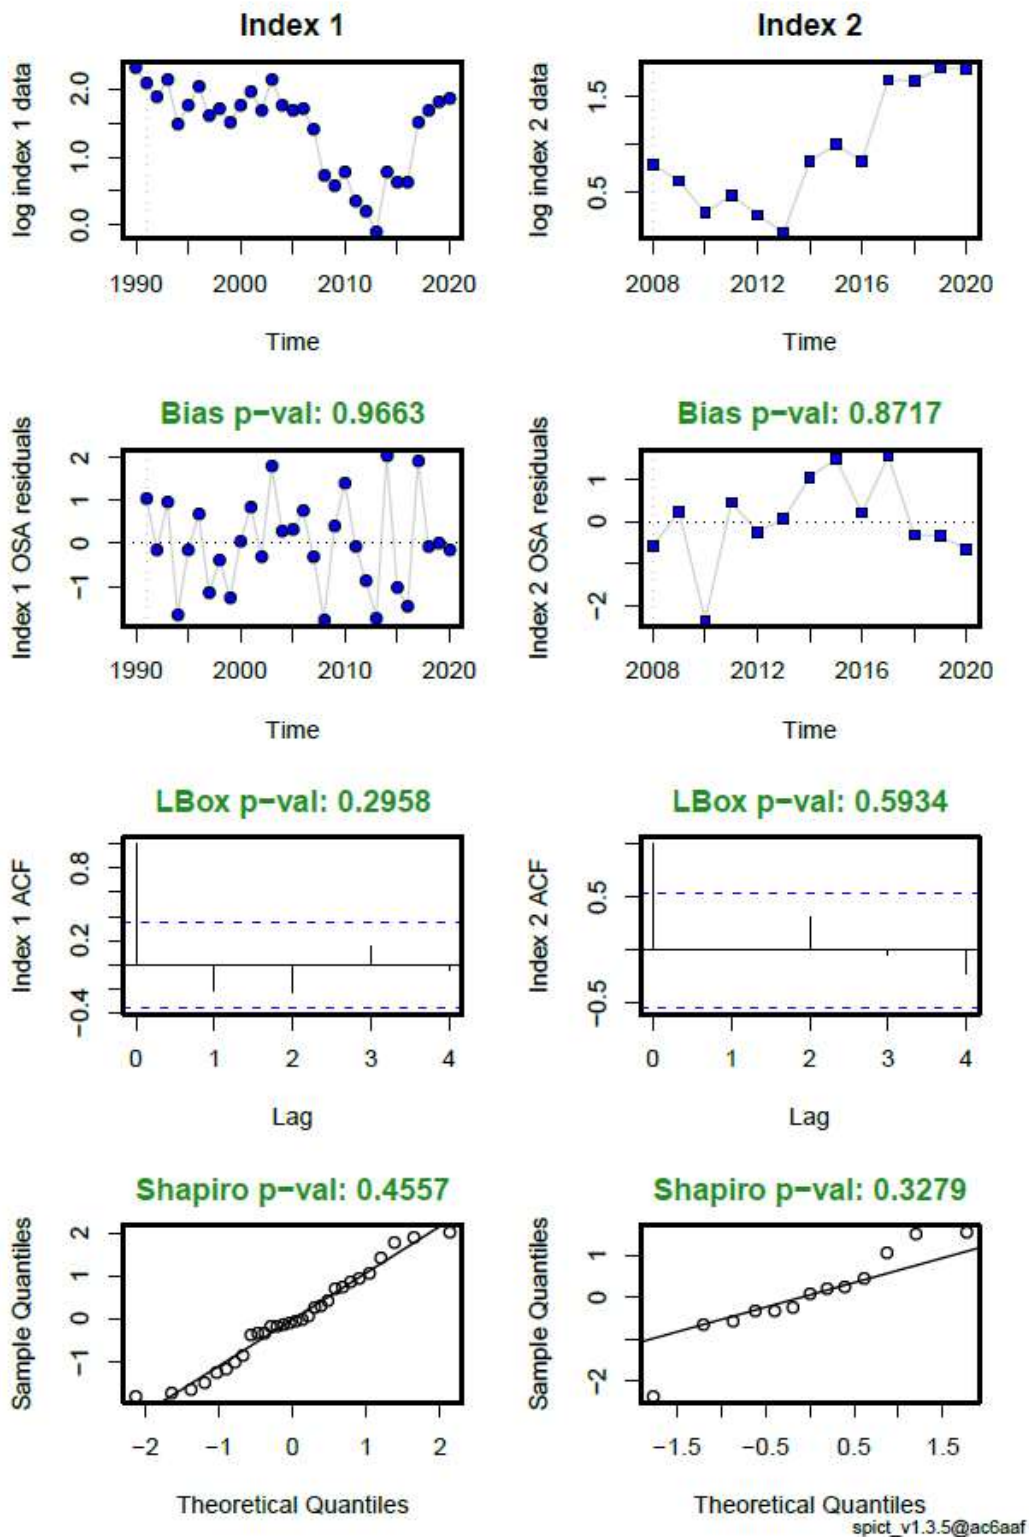 Index 1
log index 1 data
0.0 1.0 2.0
1990 2000 2010 2020
Time
Index 2
log index 2 data
0.5 1.5
2008 2012 2016 2020
Time
Bias p−val: 0.9663
Index 1 OSA residuals
−1 0 1 2
1990 2000 2010 2020
Time
Bias p−val: 0.8717
Index 2 OSA residuals
−2 0 1
2008 2012 2016 2020
Time
LBox p−val: 0.2958
Index 1 ACF
−0.4 0.2 0.8
0 1 2 3 4
Lag
LBox p−val: 0.5934
Index 2 ACF
−0.5 0.5
0 1 2 3 4
Lag
Shapiro p−val: 0.4557
Sample Quantiles
−1 0 1 2
−2 −1 0 1 2
Theoretical Quantiles
Shapiro p−val: 0.3279
Sample Quantiles
−2 0 1
−1.5 −0.5 0.5 1.5
Theoretical Quantiles
spict_v1.3.5@ac6aaf